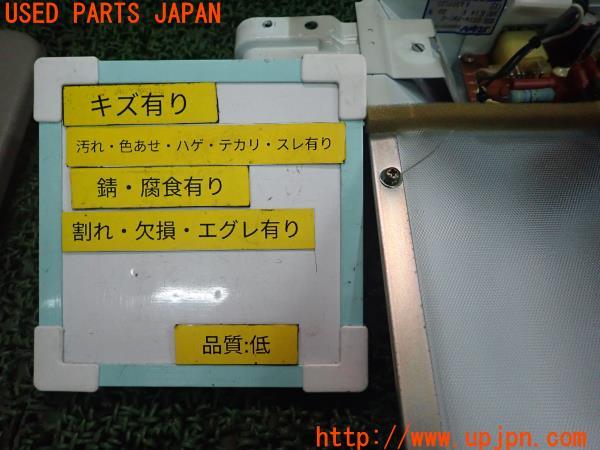 USED PARTS JAPAN
キズ有り
汚れ・色あせ・ハゲ・テカリ・スレ有り
錆・腐食有り
割れ・欠損・エグレ有り
品質:低
http://www.upjpn.com